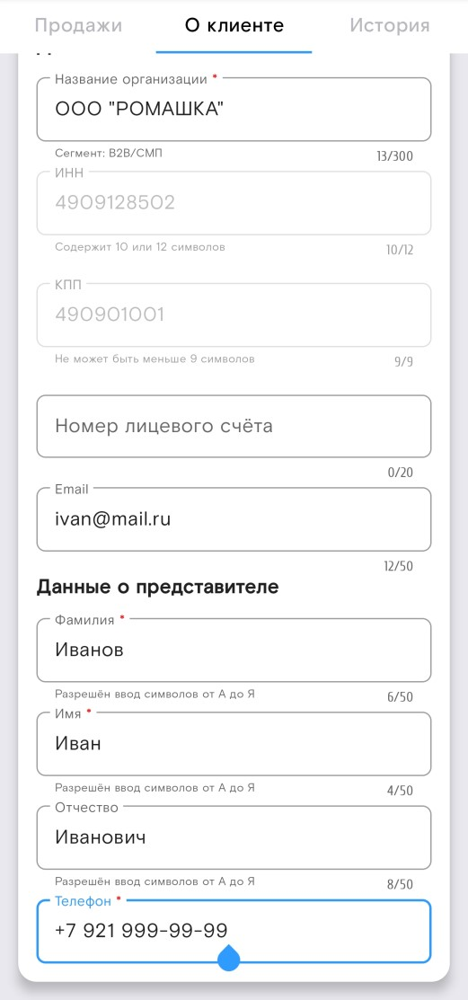 Продажи О клиенте История
Название организации *
ООО "РОМАШКА"
Сегмент: B2B/СМП 13/300
ИНН
4909128502
Содержит 10 или 12 символов 10/12
КПП
490901001
Не может быть меньше 9 символов 9/9
Номер лицевого счёта
0/20
Email
ivan@mail.ru
12/50
Данные о представителе
Фамилия *
Иванов
Разрешён ввод символов от А до Я 6/50
Имя *
Иван
Разрешён ввод символов от А до Я 4/50
Отчество
Иванович
Разрешён ввод символов от А до Я 8/50
Телефон *
+7 921 999-99-99